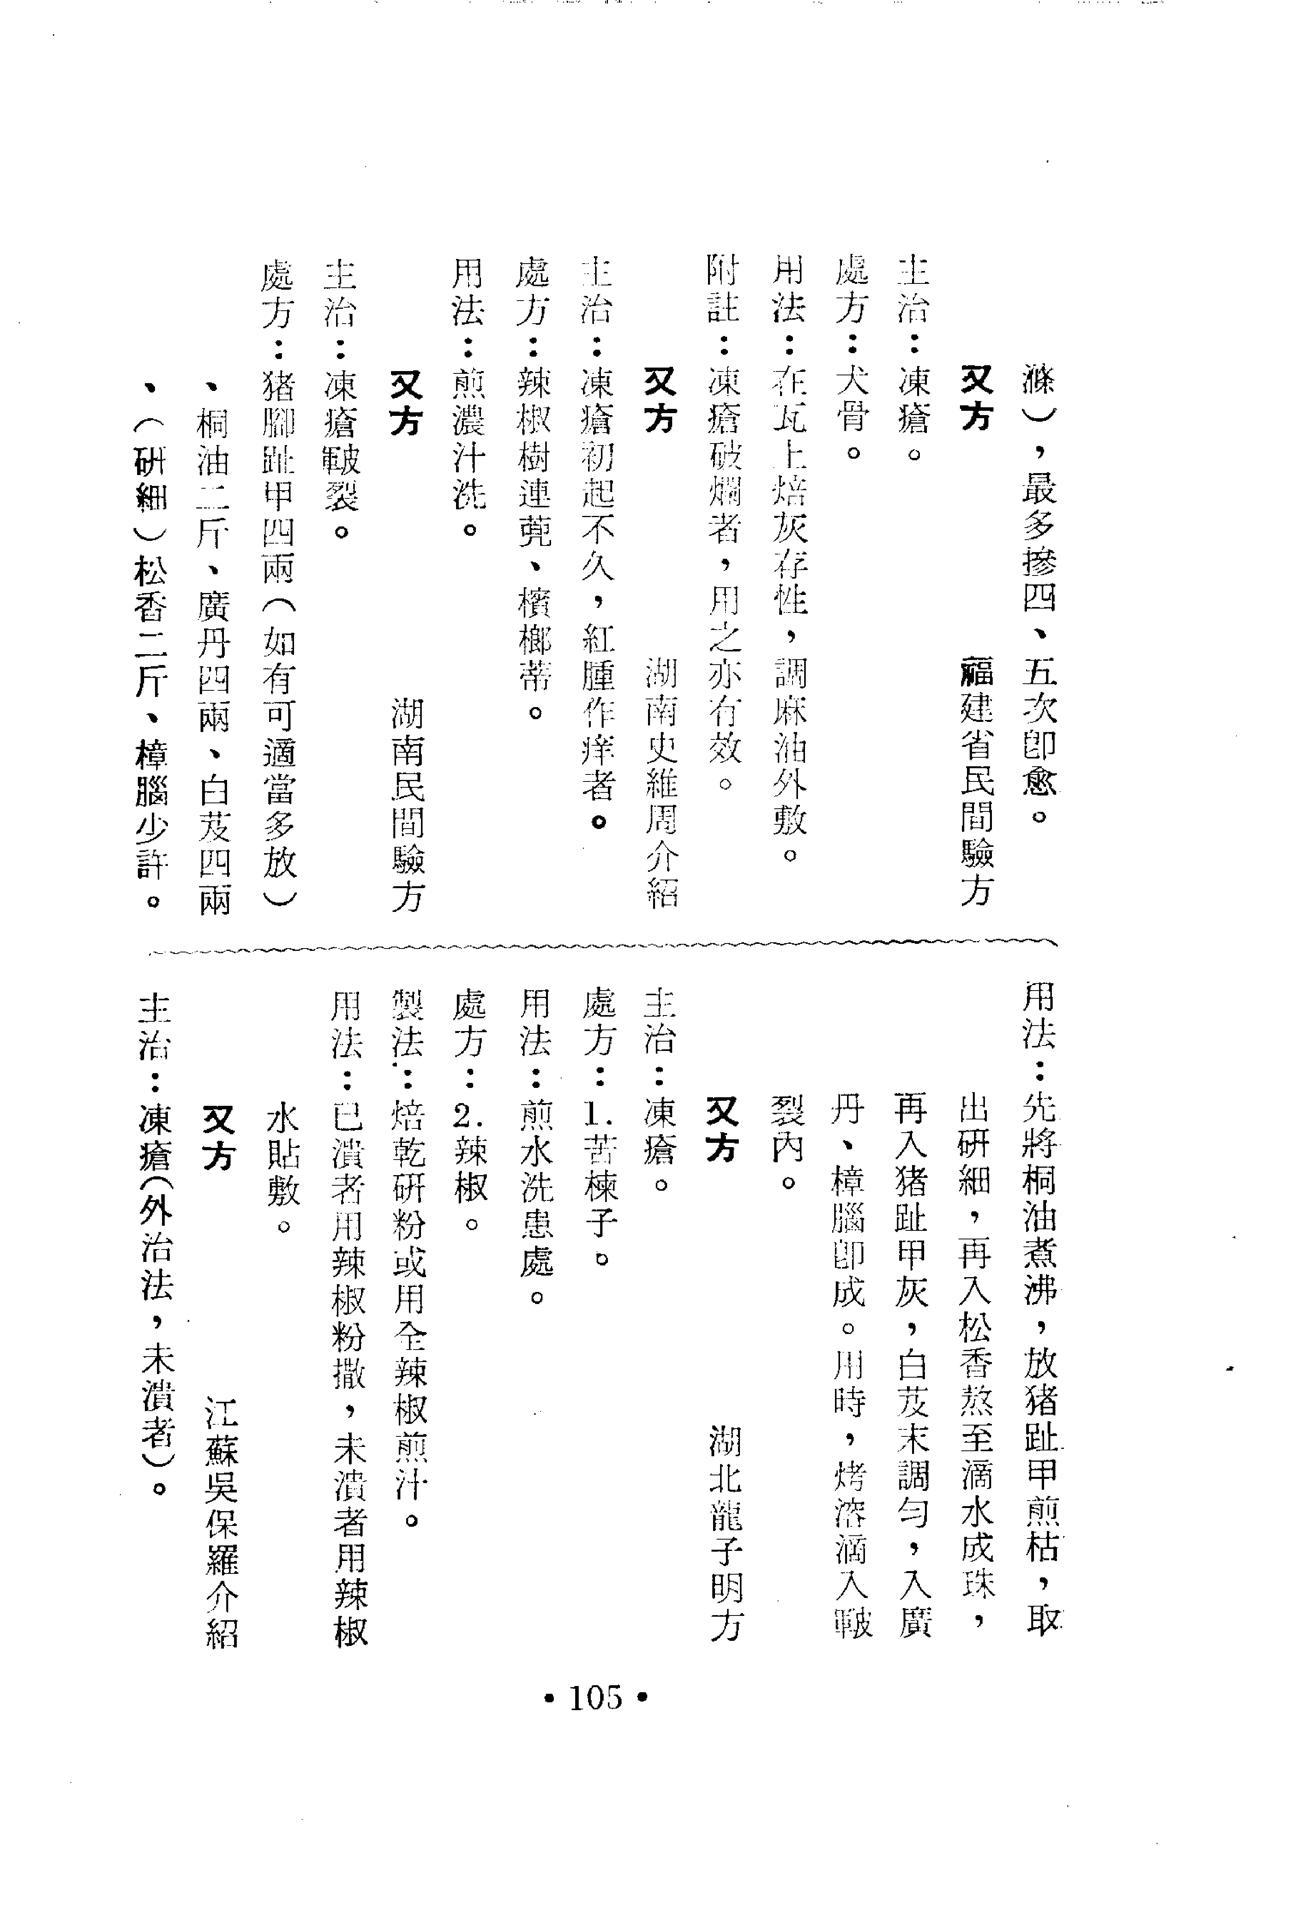 滌），最多摻四、五次卽愈。
又方　福建省民間驗方
主治：凍瘡。
處方：犬骨。
用法：在瓦上焙灰存性，調麻油外敷。
附註：凍瘡破爛者，用之亦有效。
又方　湖南史維周介紹
主治：凍瘡初起不久，紅腫作痒者。
處方：辣椒樹連蔸、檳榔蒂。
用法：煎濃汁洗。
又方　湖南民間驗方
主治：凍瘡皸裂。
處方：猪腳趾甲四兩（如有可適當多放）
、桐油二斤、廣丹四兩、白芨四兩
、（研細）松香二斤、樟腦少許。
用法：先將桐油煮沸，放猪趾甲煎枯，取
出研細，再入松香熬至滴水成珠，
再入猪趾甲灰，白芨末調勻，入廣
丹、樟腦卽成。用時，烤溶滴入皸
裂內。
又方　湖北龍子明方
主治：凍瘡。
處方：1.苦楝子。
用法：煎水洗患處。
處方：2.辣椒。
製法：焙乾研粉或用全辣椒煎汁。
用法：已潰者用辣椒粉撒，未潰者用辣椒
水貼敷。
又方　江蘇吳保羅介紹
主治：凍瘡（外治法，未潰者）。
•105•